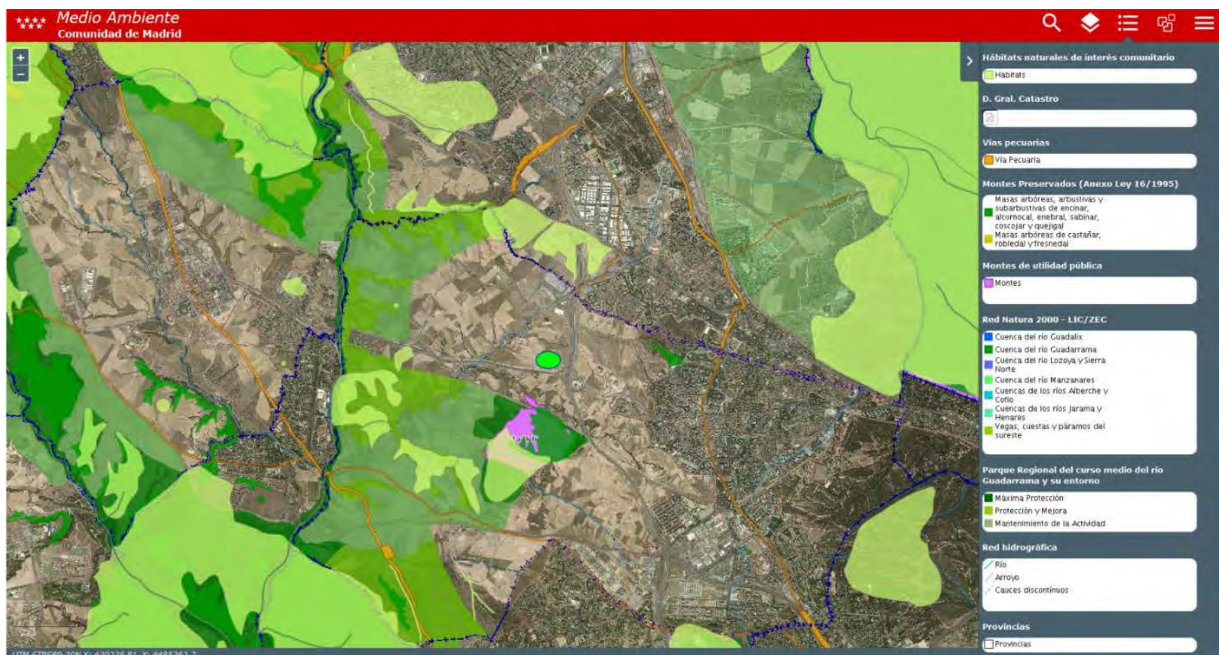 Medio Ambiente
Comunidad de Madrid
Hábitats naturales de interés comunitario
Habitats
D. Gral. Catastro
Vías pecuarias
Vía Pecuaria
Montes Preservados (Anexo Ley 16/1995)
Masas arbóreas, arbustivas y
subarbustivas de encinar,
alcornocal, enebral, sabinar,
coscojar y quejigal
Masas arbóreas de castañar,
robledal y fresnedal
Montes de utilidad pública
Montes
Red Natura 2000 - LIC/ZEC
Cuenca del río Guadalix
Cuenca del río Guadarrama
Cuenca del río Lozoya y Sierra
Norte
Cuenca del río Manzanares
Cuencas de los ríos Alberche y
Cofio
Cuencas de los ríos Jarama y
Henares
Vegas, cuestas y páramos del
sureste
Parque Regional del curso medio del río
Guadarrama y su entorno
Máxima Protección
Protección y Mejora
Mantenimiento de la Actividad
Red hidrográfica
Río
Arroyo
Cauces discontínuos
Provincias
Provincias